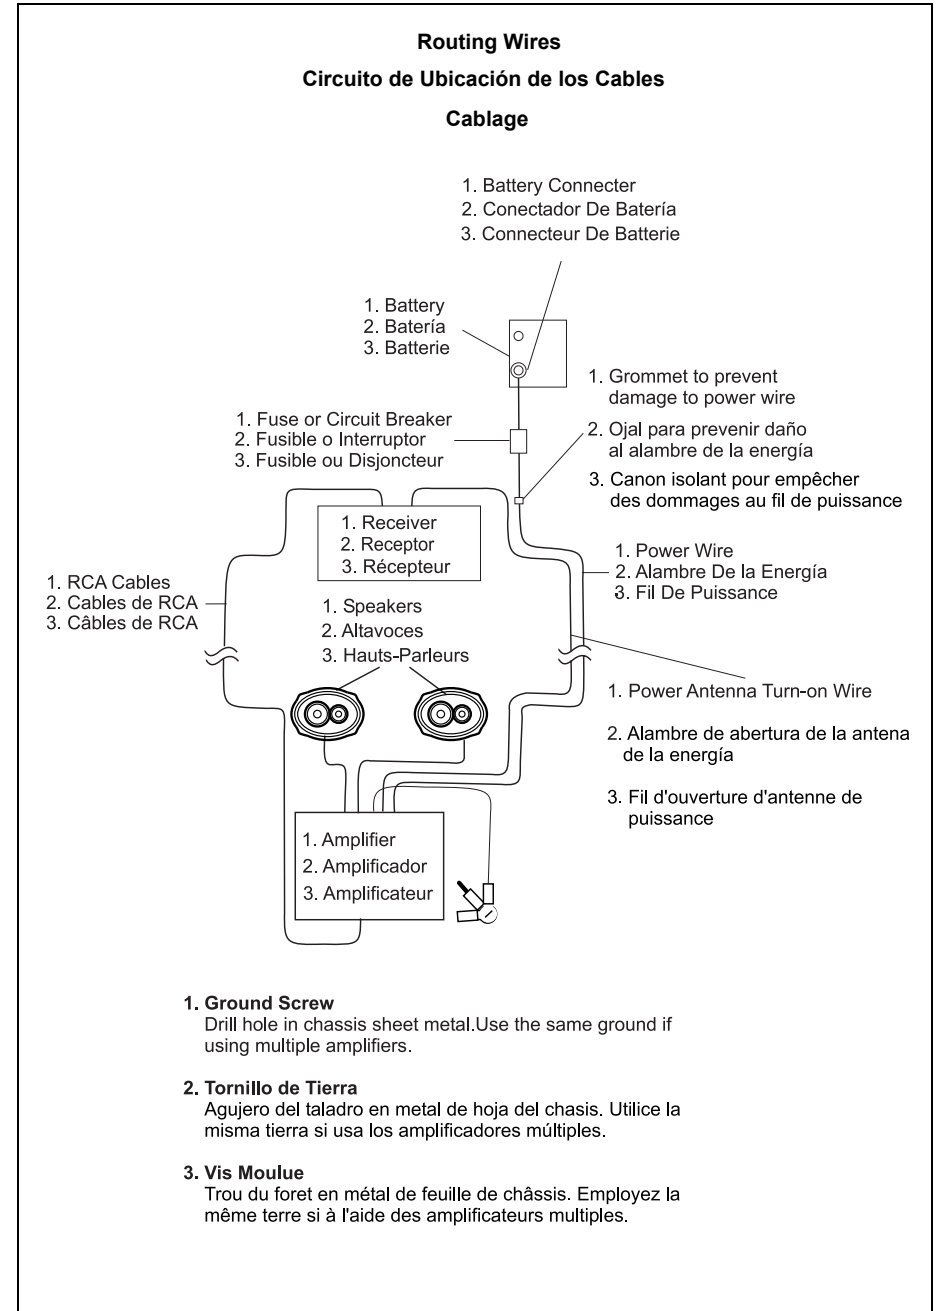 Routing Wires
Circuito de Ubicación de los Cables
Cablage
1. Battery Connecter
2. Conectador De Batería
3. Connecteur De Batterie
1. Battery
2. Batería
3. Batterie
1. Grommet to prevent
damage to power wire
2. Ojal para prevenir daño
al alambre de la energía
3. Canon isolant pour empêcher
des dommages au fil de puissance
1. Fuse or Circuit Breaker
2. Fusible o Interruptor
3. Fusible ou Disjoncteur
1. Receiver
2. Receptor
3. Récepteur
1. Power Wire
2. Alambre De la Energía
3. Fil De Puissance
1. RCA Cables
2. Cables de RCA
3. Câbles de RCA
1. Speakers
2. Altavoces
3. Hauts-Parleurs
1. Power Antenna Turn-on Wire
2. Alambre de abertura de la antena
de la energía
3. Fil d'ouverture d'antenne de
puissance
1. Amplifier
2. Amplificador
3. Amplificateur
1. Ground Screw
Drill hole in chassis sheet metal.Use the same ground if
using multiple amplifiers.
2. Tornillo de Tierra
Agujero del taladro en metal de hoja del chasis. Utilice la
misma tierra si usa los amplificadores múltiples.
3. Vis Moulue
Trou du foret en métal de feuille de châssis. Employez la
même terre si à l'aide des amplificateurs multiples.